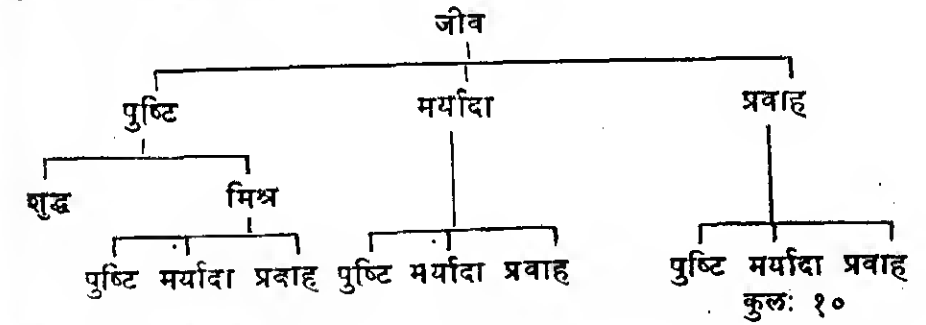 जीव
पुष्टि मर्यादा प्रवाह
शुद्ध मिश्र
पुष्टि मर्यादा प्रवाह पुष्टि मर्यादा प्रवाह पुष्टि मर्यादा प्रवाह
कुल: १०